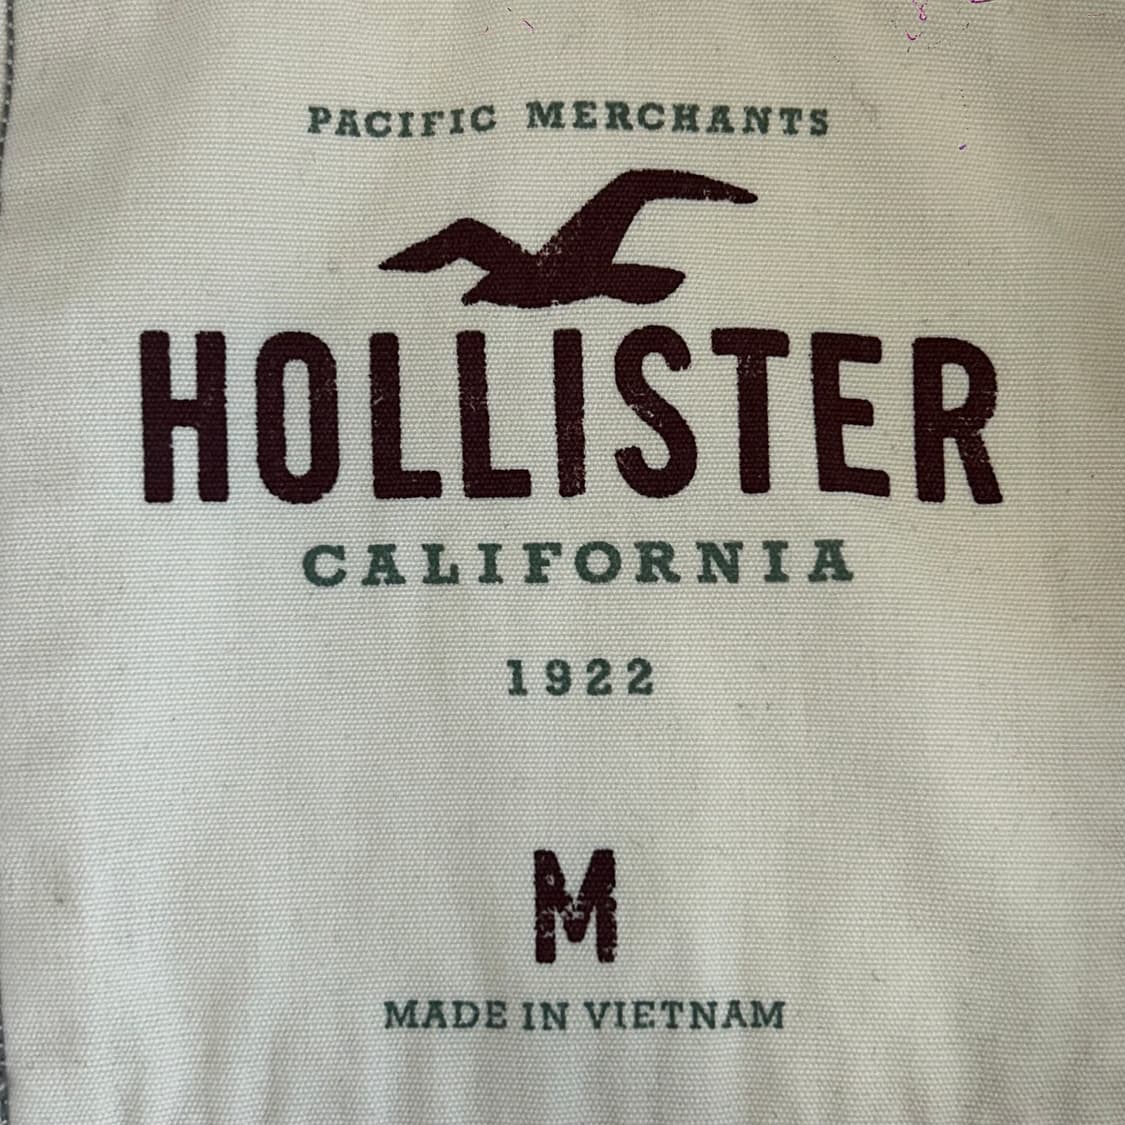 PACIFIC MERCHANTS
HOLLISTER
CALIFORNIA
1922
M
MADE IN VIETNAM